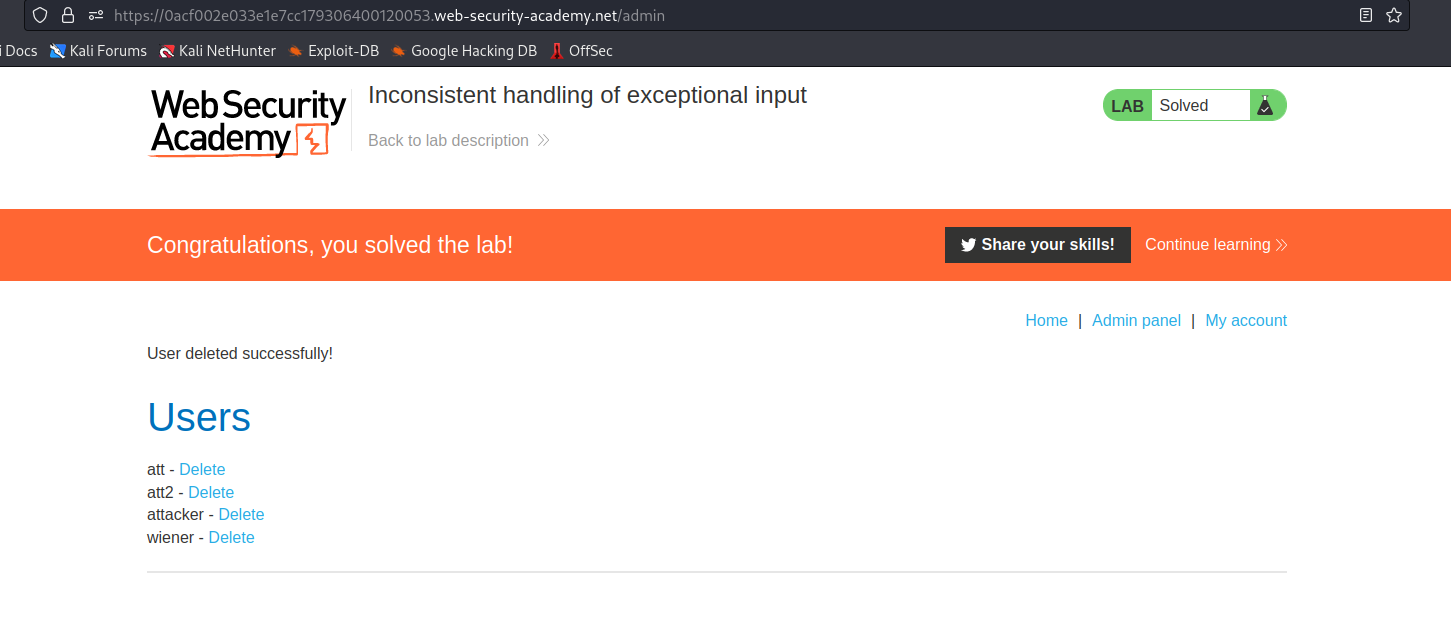 https://0acf002e033e1e7cc179306400120053.web-security-academy.net/admin
i Docs Kali Forums Kali NetHunter Exploit-DB Google Hacking DB OffSec
Web Security
Academy
Inconsistent handling of exceptional input
Back to lab description
LAB Solved
Congratulations, you solved the lab!
Share your skills! Continue learning
Home | Admin panel | My account
User deleted successfully!
Users
att - Delete
att2 - Delete
attacker - Delete
wiener - Delete